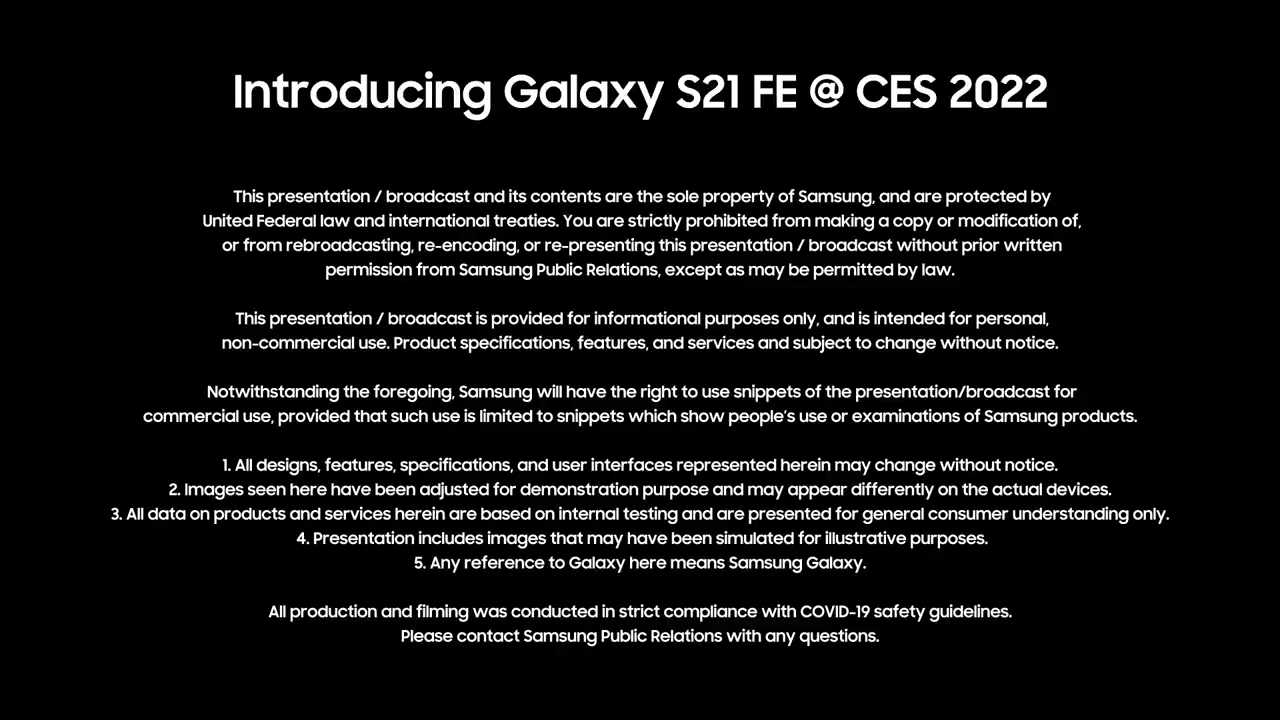 Introducing Galaxy S21 FE @ CES 2022
This presentation / broadcast and its contents are the sole property of Samsung, and are protected by
United Federal law and international treaties. You are strictly prohibited from making a copy or modification of,
or from rebroadcasting, re-encoding, or re-presenting this presentation / broadcast without prior written
permission from Samsung Public Relations, except as may be permitted by law.
This presentation / broadcast is provided for informational purposes only, and is intended for personal,
non-commercial use. Product specifications, features, and services and subject to change without notice.
Notwithstanding the foregoing, Samsung will have the right to use snippets of the presentation/broadcast for
commercial use, provided that such use is limited to snippets which show people's use or examinations of Samsung products.
1. All designs, features, specifications, and user interfaces represented herein may change without notice.
2. Images seen here have been adjusted for demonstration purpose and may appear differently on the actual devices.
3. All data on products and services herein are based on internal testing and are presented for general consumer understanding only.
4. Presentation includes images that may have been simulated for illustrative purposes.
5. Any reference to Galaxy here means Samsung Galaxy.
All production and filming was conducted in strict compliance with COVID-19 safety guidelines.
Please contact Samsung Public Relations with any questions.